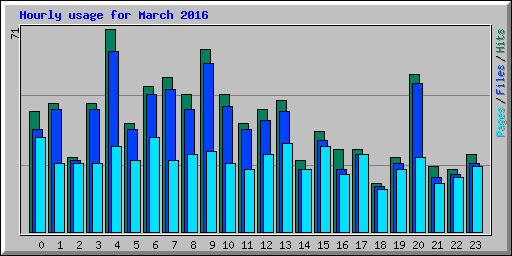 Hourly usage for March 2016
71
Pages / Files / Hits
0 1 2 3 4 5 6 7 8 9 10 11 12 13 14 15 16 17 18 19 20 21 22 23